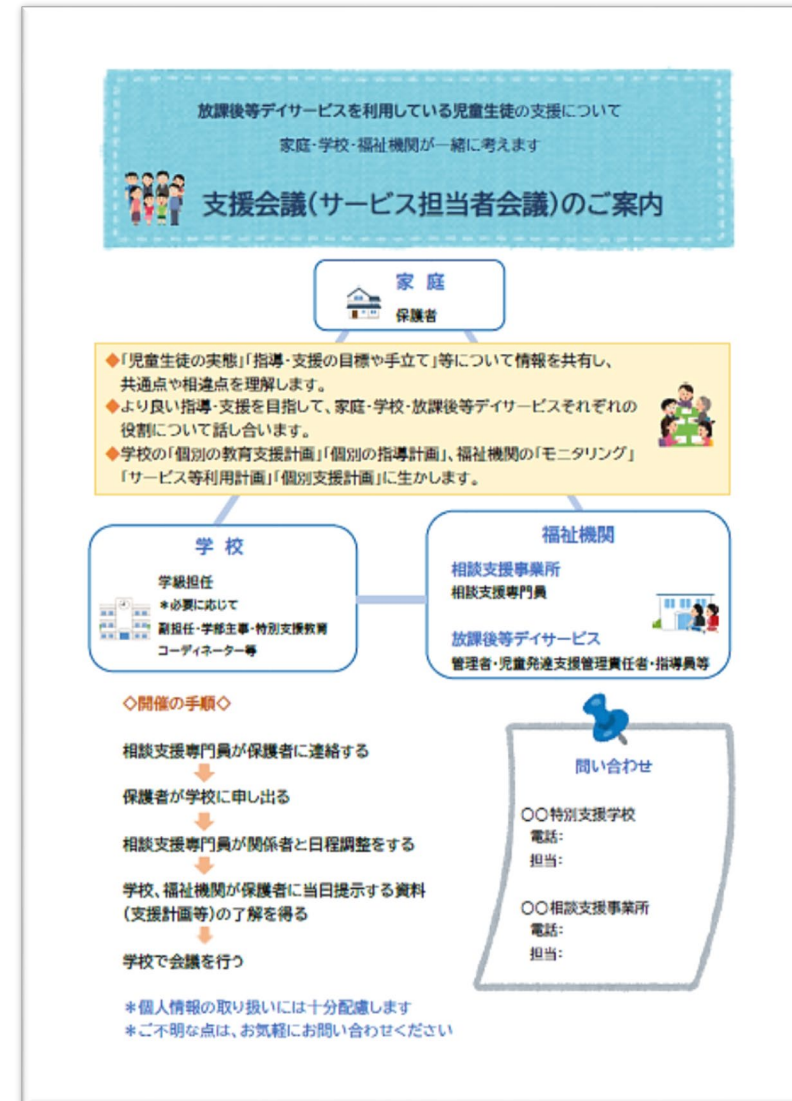 放課後等デイサービスを利用している児童生徒の支援について
家庭・学校・福祉機関が一緒に考えます
支援会議(サービス担当者会議)のご案内
家 庭
保護者
◆「児童生徒の実態」「指導・支援の目標や手立て」等について情報を共有し、
共通点や相違点を理解します。
◆より良い指導・支援を目指して、家庭・学校・放課後等デイサービスそれぞれの
役割について話し合います。
◆学校の「個別の教育支援計画」「個別の指導計画」、福祉機関の「モニタリング」
「サービス等利用計画」「個別支援計画」に生かします。
学 校
学級担任
＊必要に応じて
副担任・学部主事・特別支援教育
コーディネーター等
福祉機関
相談支援事業所
相談支援専門員
放課後等デイサービス
管理者・児童発達支援管理責任者・指導員等
◇開催の手順◇
相談支援専門員が保護者に連絡する
保護者が学校に申し出る
相談支援専門員が関係者と日程調整をする
学校、福祉機関が保護者に当日提示する資料
(支援計画等)の了解を得る
学校で会議を行う
＊個人情報の取り扱いには十分配慮します
＊ご不明な点は、お気軽にお問い合わせください
問い合わせ
〇〇特別支援学校
電話：
担当：
〇〇相談支援事業所
電話：
担当：